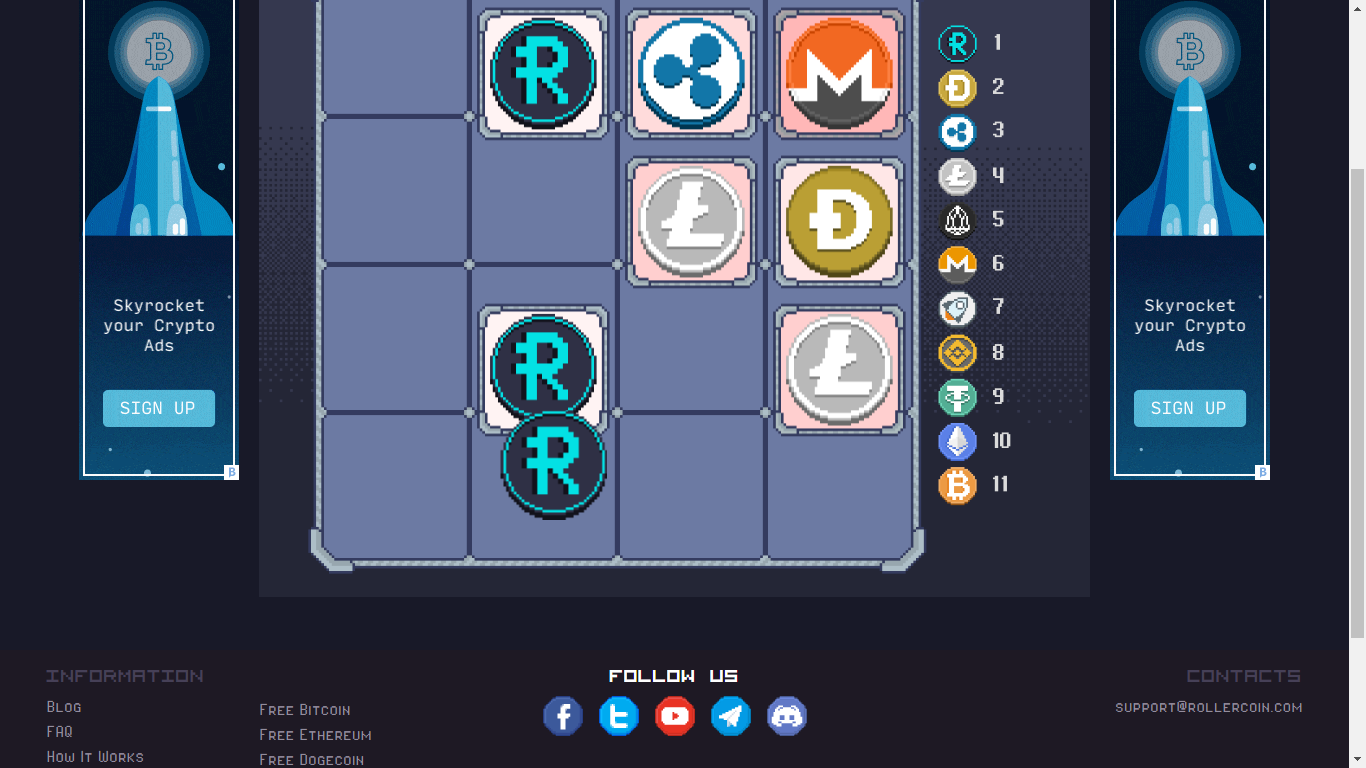 1
2
3
4
5
6
7
8
9
10
11
Skyrocket
your Crypto
Ads
SIGN UP
Skyrocket
your Crypto
Ads
SIGN UP
INFORMATION
Blog
FAQ
How It Works
Free Bitcoin
Free Ethereum
Free Dogecoin
FOLLOW US
CONTACTS
support@rollercoin.com